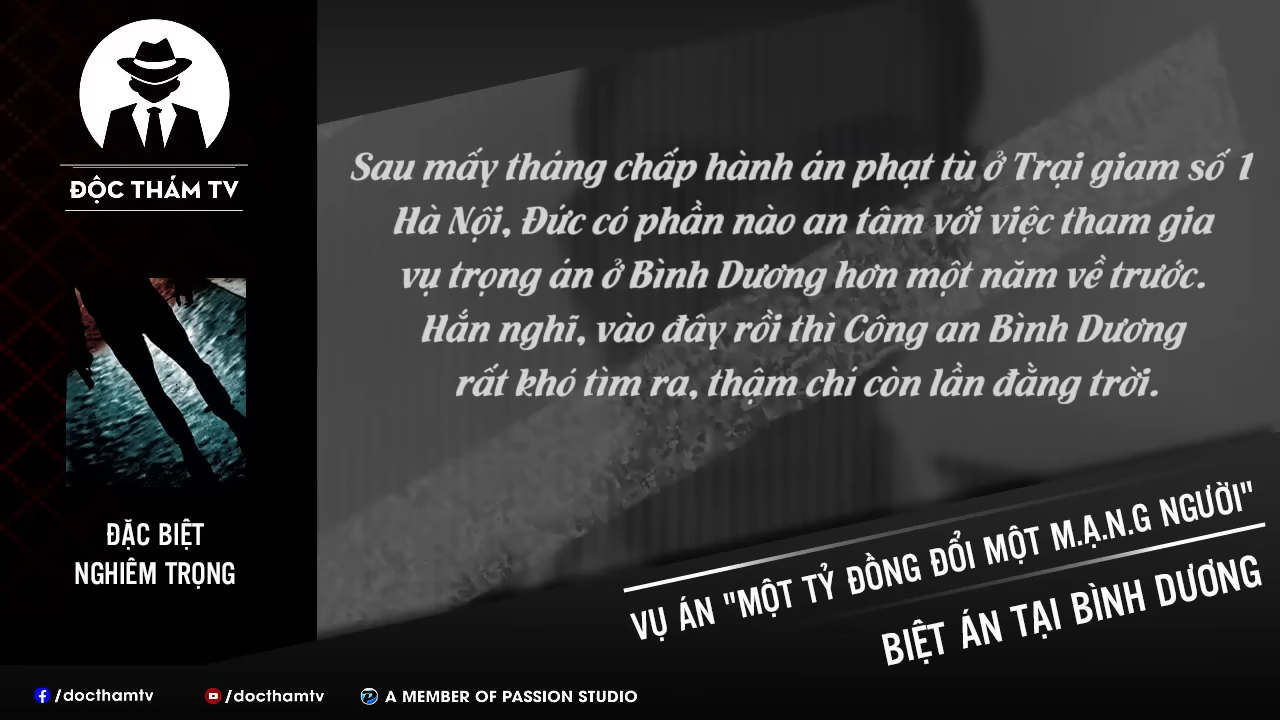 ĐỘC THÁM TV
ĐẶC BIỆT
NGHIÊM TRỌNG
Sau mấy tháng chấp hành án phạt tù ở Trại giam số 1
Hà Nội, Đức có phần nào an tâm với việc tham gia
vụ trọng án ở Bình Dương hơn một năm về trước.
Hắn nghĩ, vào đây rồi thì Công an Bình Dương
rất khó tìm ra, thậm chí còn lần đằng trời.
VỤ ÁN "MỘT TỶ ĐỒNG ĐỔI MỘT M.Ạ.N.G NGƯỜI"
BIỆT ÁN TẠI BÌNH DƯƠNG
/docthamtv
/docthamtv
A MEMBER OF PASSION STUDIO